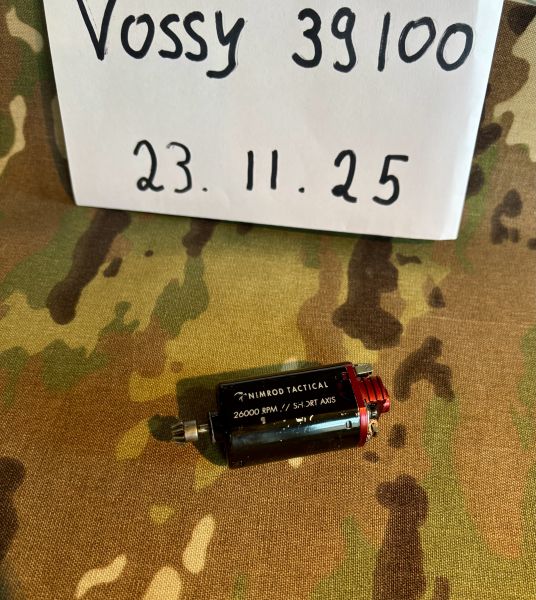 Vossy 39100
23. 11. 25
NIMROD TACTICAL
26000 RPM // SHORT AXIS